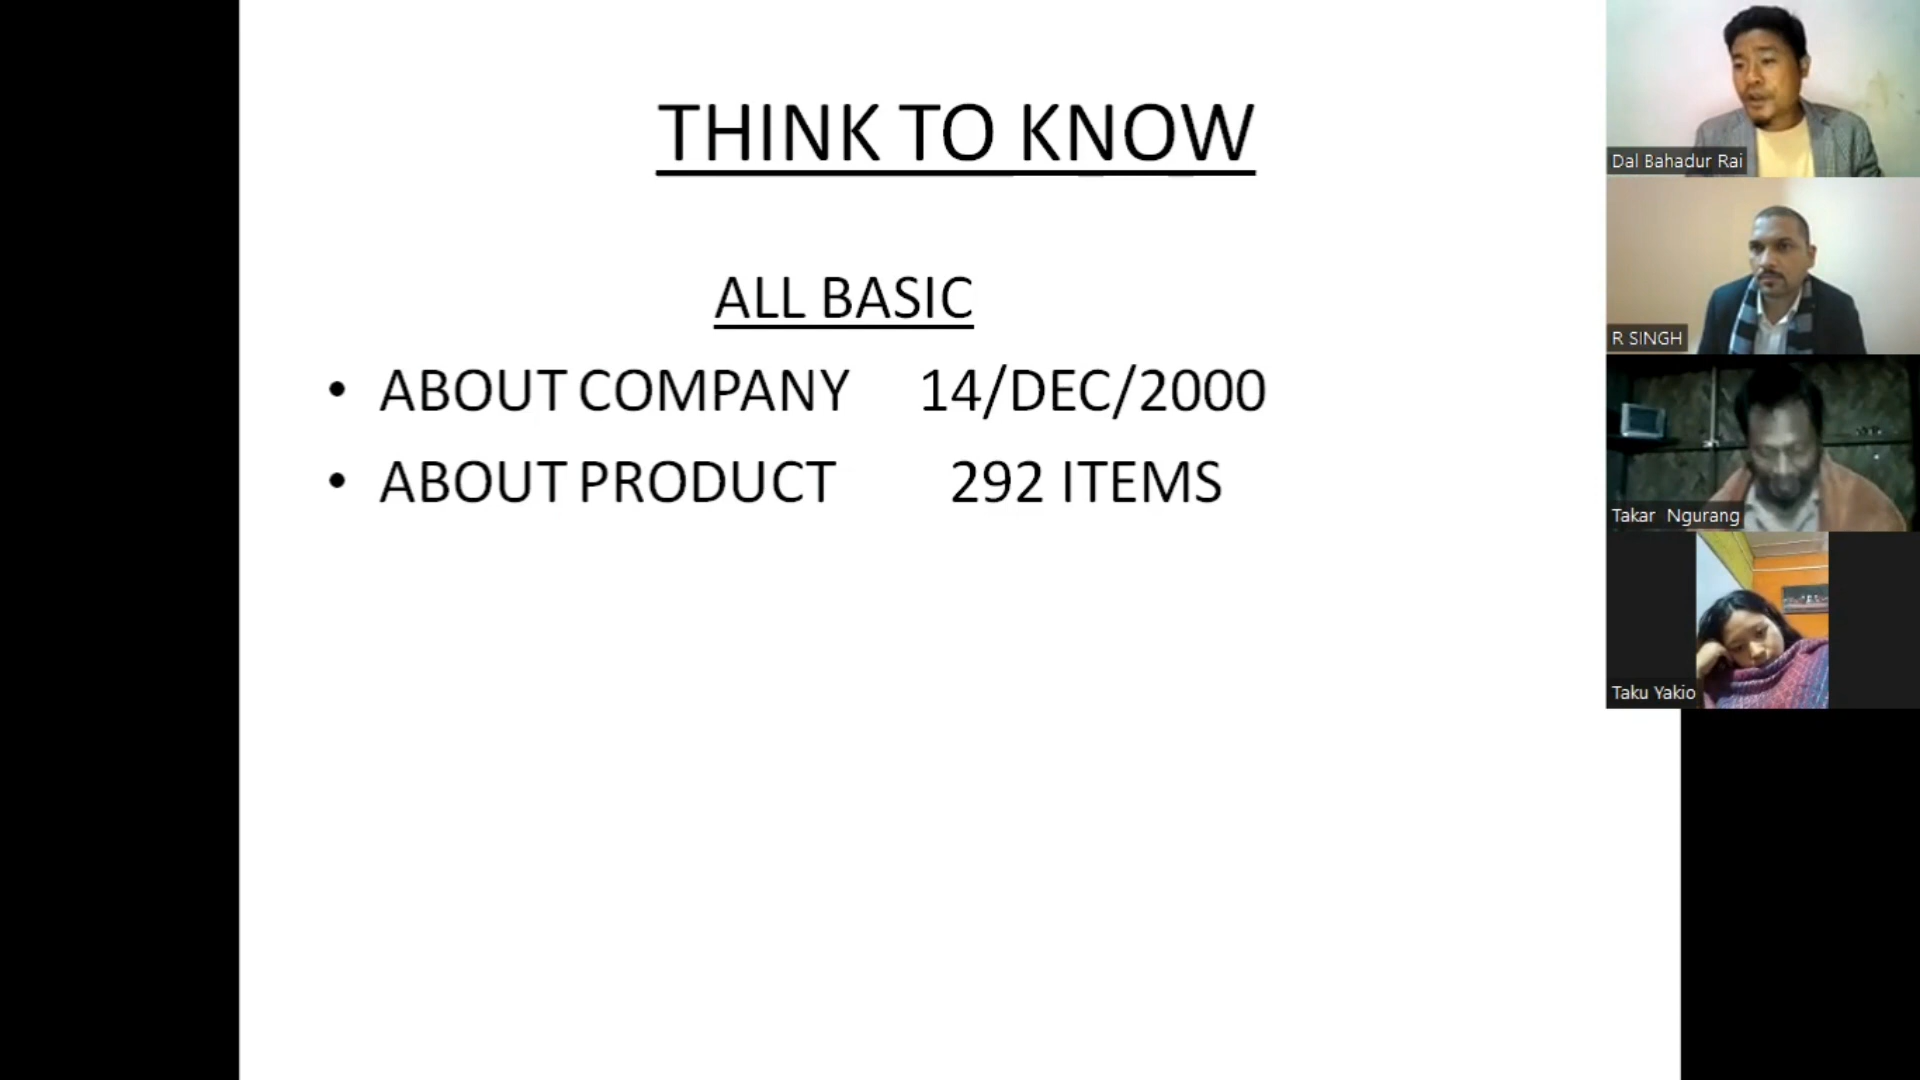 THINK TO KNOW
ALL BASIC
• ABOUT COMPANY 14/DEC/2000
• ABOUT PRODUCT 292 ITEMS
Dal Bahadur Rai
R SINGH
Takar Ngurang
Taku Yakio